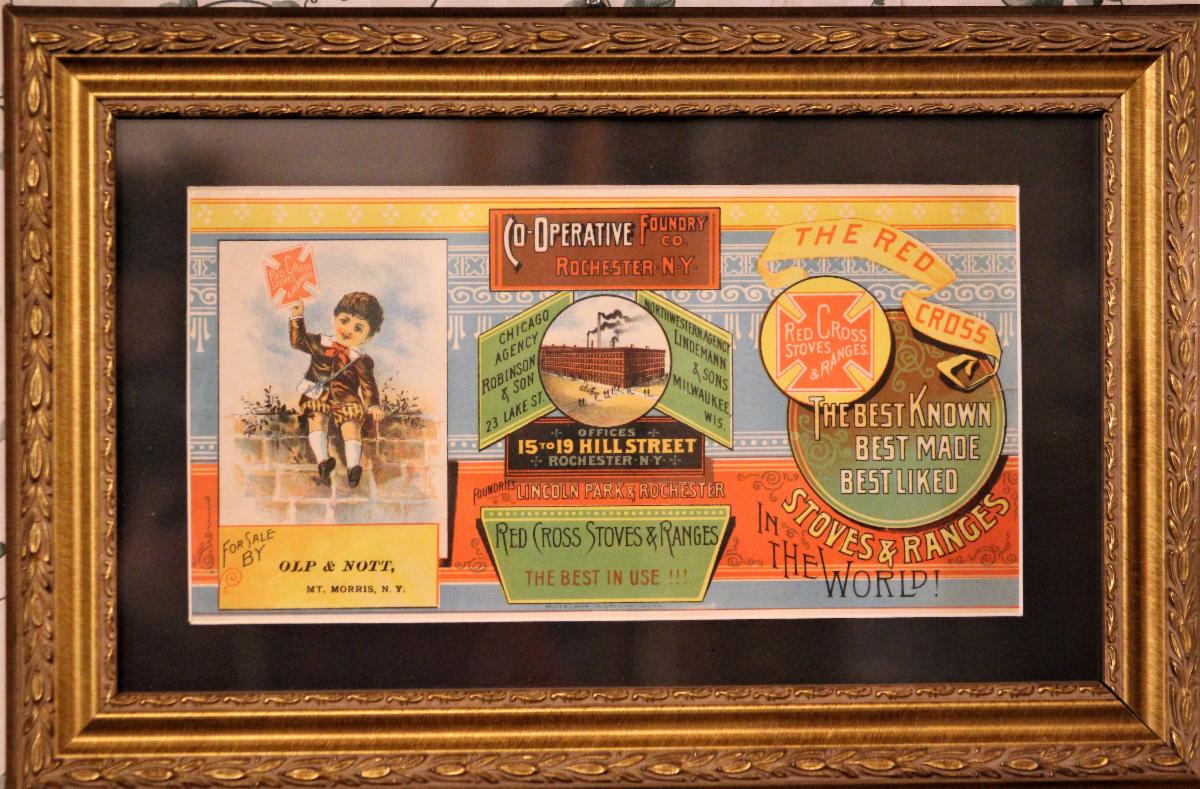 RED CROSS
STOVES
& RANGES
FOR SALE
BY
OLP & NOTT,
MT. MORRIS, N. Y.
CO-OPERATIVE FOUNDRY
CO.
ROCHESTER·N·Y·
CHICAGO
AGENCY
ROBINSON
& SON
23 LAKE ST.
NORTHWESTERN AGENCY
LINDEMANN
& SONS
MILWAUKEE,
WIS.
OFFICES
15 TO 19 HILL STREET
ROCHESTER·N·Y·
FOUNDRIES LINCOLN PARK & ROCHESTER
RED CROSS STOVES & RANGES
THE BEST IN USE !!!
THE RED
CROSS
RED CROSS
STOVES
& RANGES.
THE BEST KNOWN
BEST MADE
BEST LIKED
STOVES & RANGES
IN
THE
WORLD!